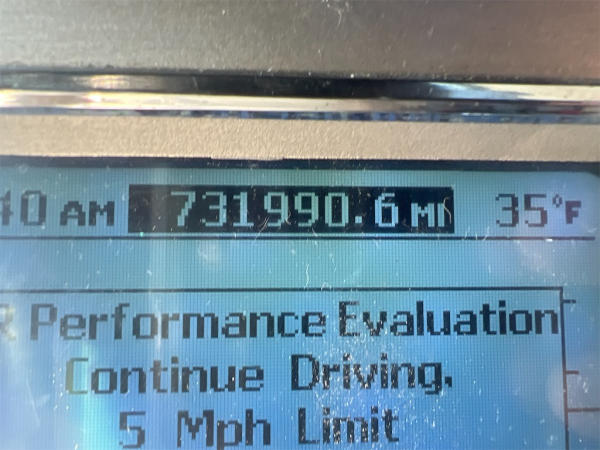 40 AM 731990.6 MI 35°F
R Performance Evaluation
Continue Driving.
5 Mph Limit